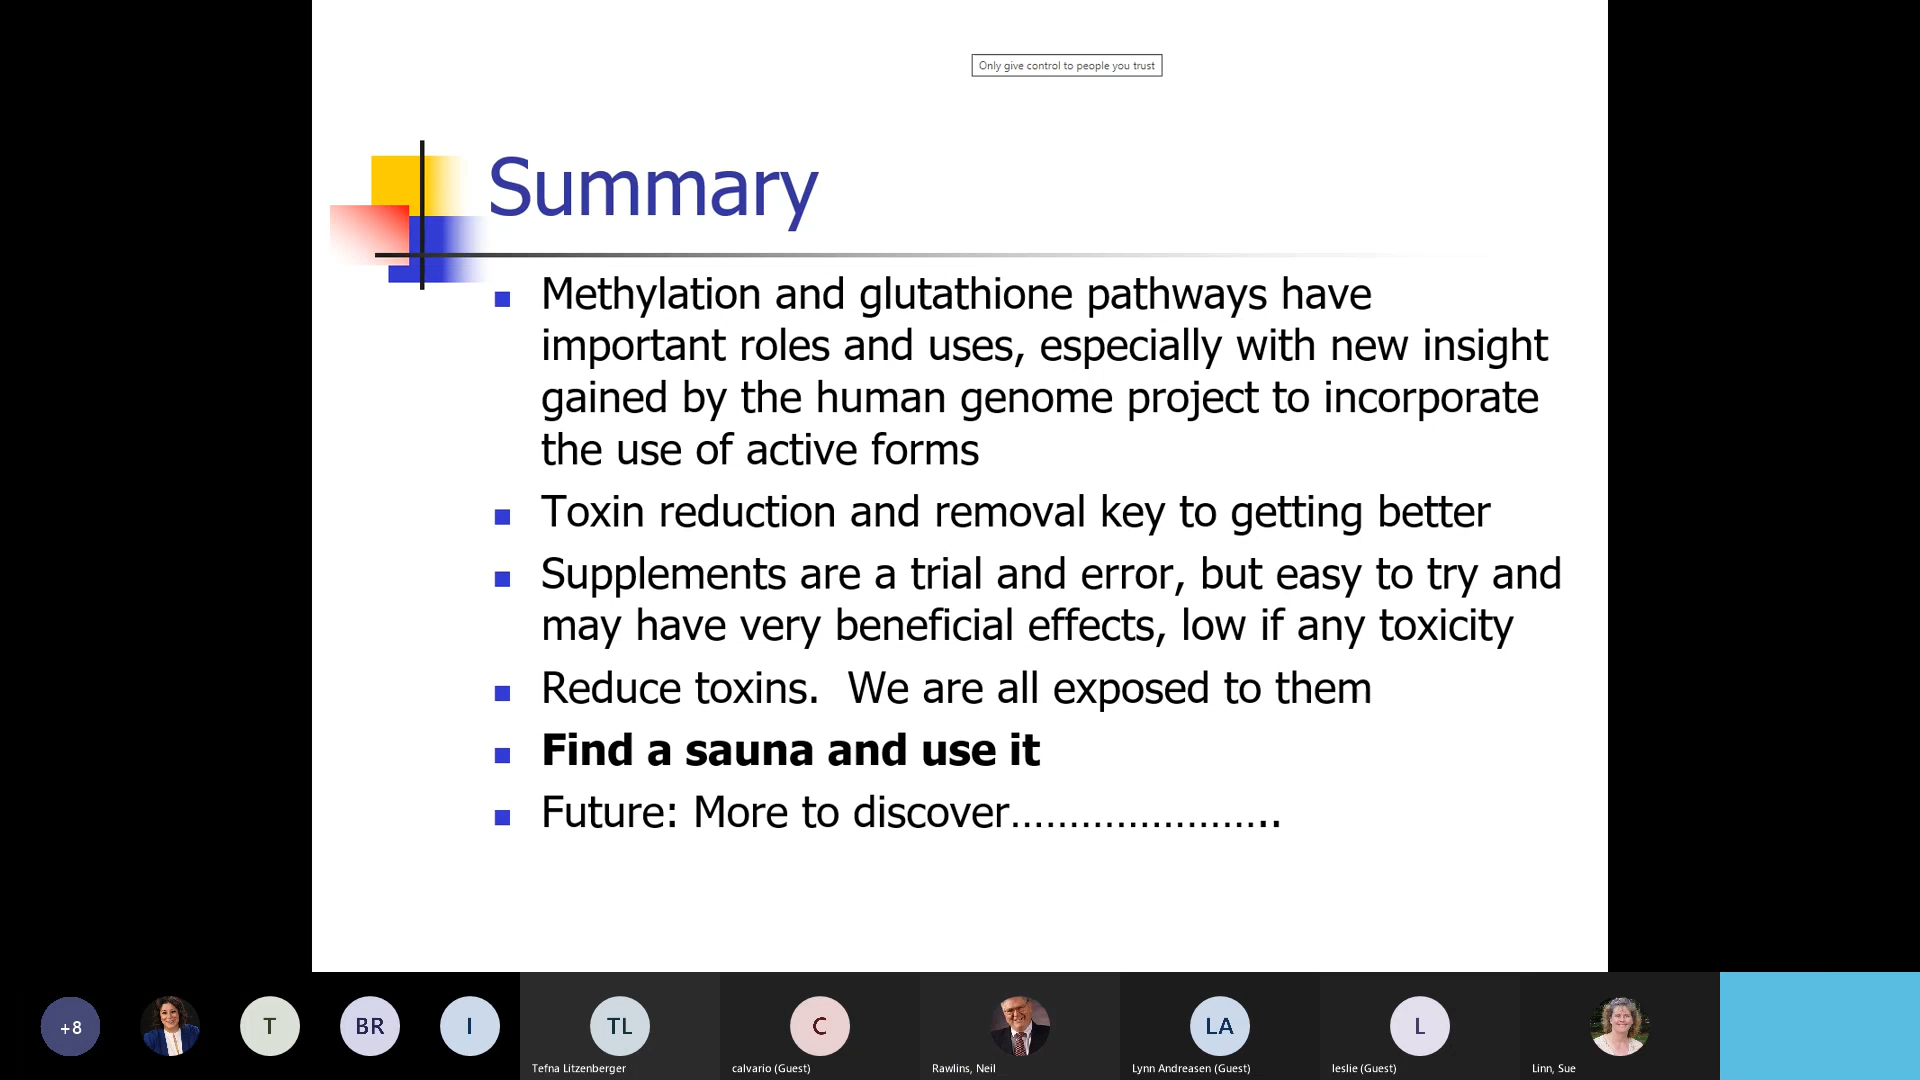 Only give control to people you trust
Summary
Methylation and glutathione pathways have
important roles and uses, especially with new insight
gained by the human genome project to incorporate
the use of active forms
Toxin reduction and removal key to getting better
Supplements are a trial and error, but easy to try and
may have very beneficial effects, low if any toxicity
Reduce toxins.  We are all exposed to them
Find a sauna and use it
Future: More to discover…………………..
+8
T
BR
I
TL
C
LA
L
Tefna Litzenberger
calvario (Guest)
Rawlins, Neil
Lynn Andreasen (Guest)
leslie (Guest)
Linn, Sue